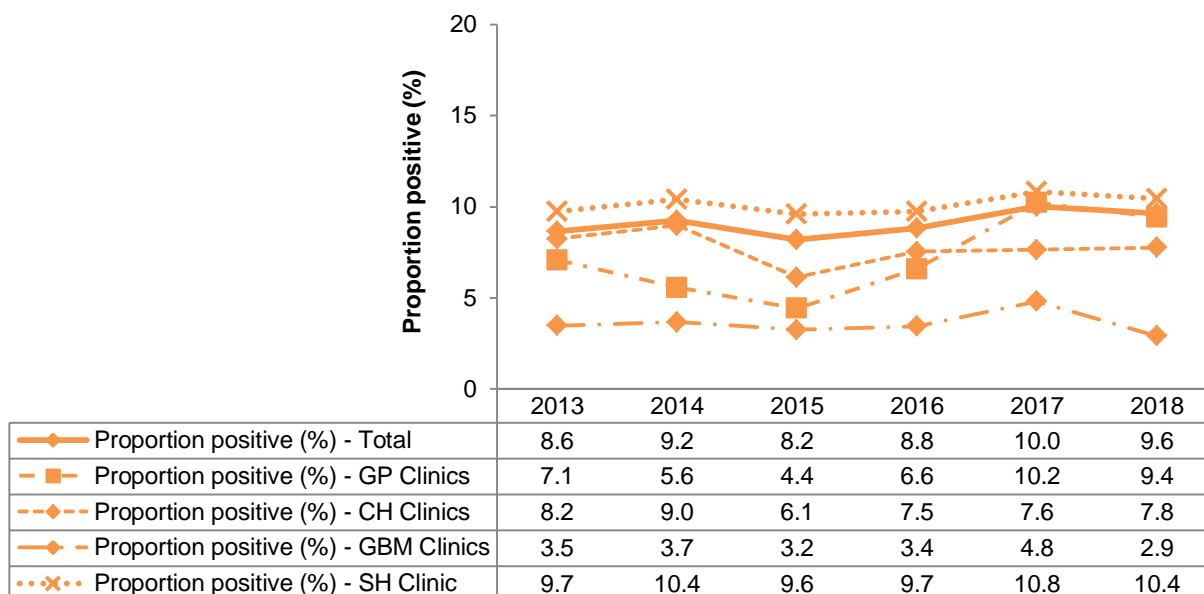 Proportion positive (%)
20
15
10
5
0
2013 2014 2015 2016 2017 2018
Proportion positive (%) - Total 8.6 9.2 8.2 8.8 10.0 9.6
Proportion positive (%) - GP Clinics 7.1 5.6 4.4 6.6 10.2 9.4
Proportion positive (%) - CH Clinics 8.2 9.0 6.1 7.5 7.6 7.8
Proportion positive (%) - GBM Clinics 3.5 3.7 3.2 3.4 4.8 2.9
Proportion positive (%) - SH Clinic 9.7 10.4 9.6 9.7 10.8 10.4